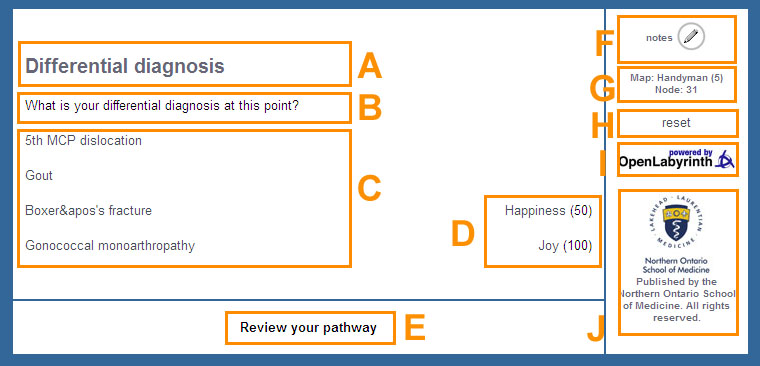 Differential diagnosis
A
What is your differential diagnosis at this point?
B
5th MCP dislocation
Gout
Boxer&apos's fracture
Gonococcal monoarthropathy
C
Happiness (50)
Joy (100)
D
Review your pathway
E
F
notes
G
Map: Handyman (5)
Node: 31
H
reset
I
powered by
OpenLabyrinth
LAKEHEAD LAURENTIAN
MEDICINE
Northern Ontario
School of Medicine
Published by the
Northern Ontario School
of Medicine. All rights
reserved.
J